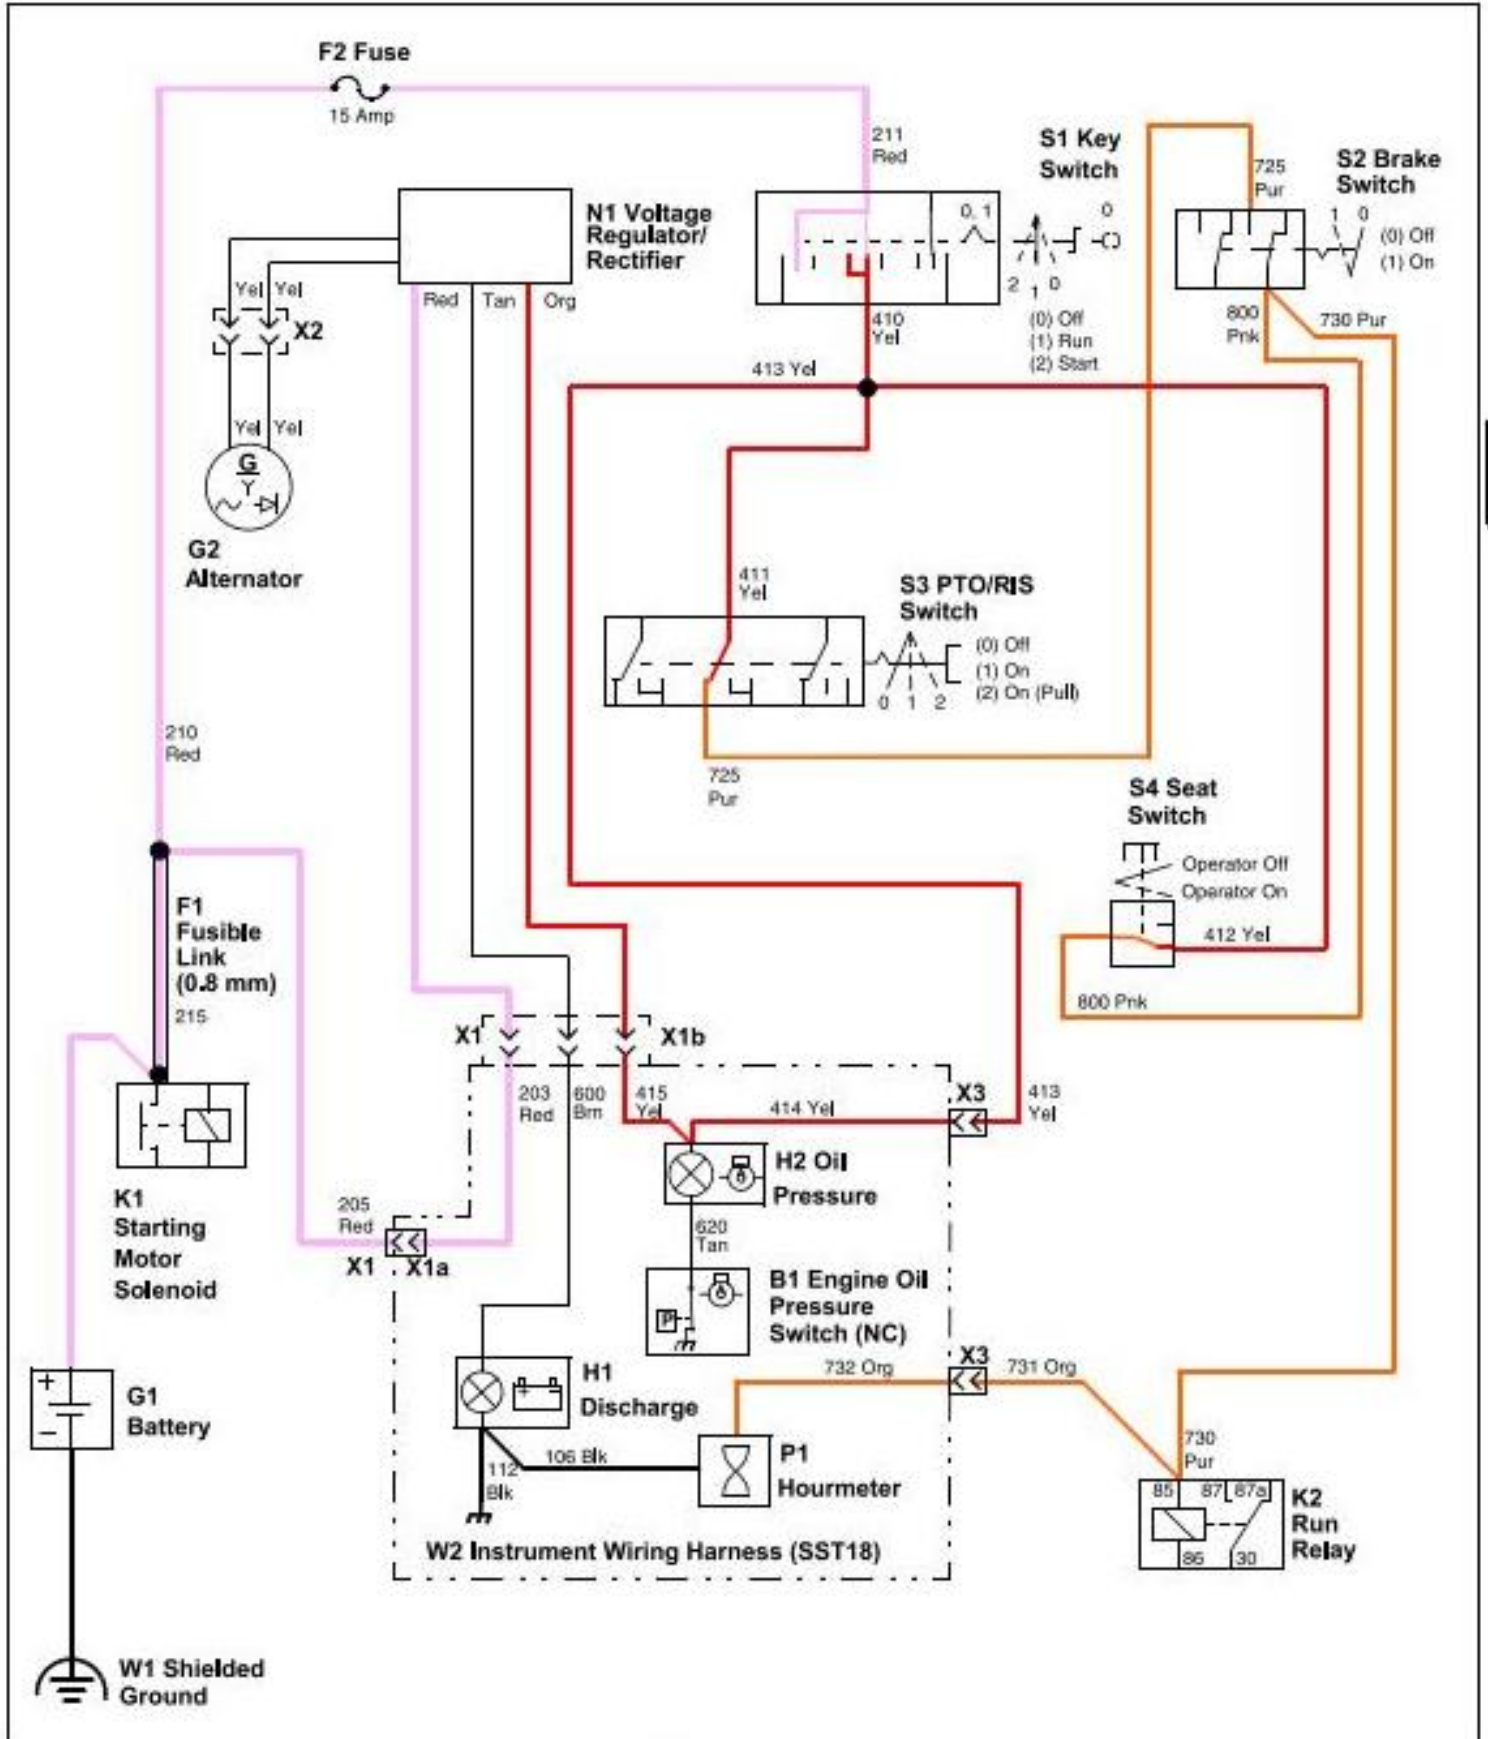 F2 Fuse
15 Amp
211
Red
S1 Key
Switch
0, 1
0
2
1
0
(0) Off
(1) Run
(2) Start
725
Pur
S2 Brake
Switch
1 0
(0) Off
(1) On
N1 Voltage
Regulator/
Rectifier
Red
Tan
Org
Yel
Yel
X2
Yel
Yel
G
Y
G2
Alternator
410
Yel
413 Yel
800
Pnk
730 Pur
411
Yel
S3 PTO/RIS
Switch
(0) Off
(1) On
(2) On (Pull)
0 1 2
210
Red
725
Pur
S4 Seat
Switch
Operator Off
Operator On
412 Yel
800 Pnk
F1
Fusible
Link
(0.8 mm)
215
X1
X1b
203
Red
600
Brn
415
Yel
414 Yel
X3
413
Yel
H2 Oil
Pressure
K1
Starting
Motor
Solenoid
205
Red
X1
X1a
620
Tan
B1 Engine Oil
Pressure
Switch (NC)
P
+
−
G1
Battery
H1
Discharge
732 Org
X3
731 Org
112
Blk
106 Blk
P1
Hourmeter
730
Pur
85
87
87a
86
30
K2
Run
Relay
W2 Instrument Wiring Harness (SST18)
W1 Shielded
Ground